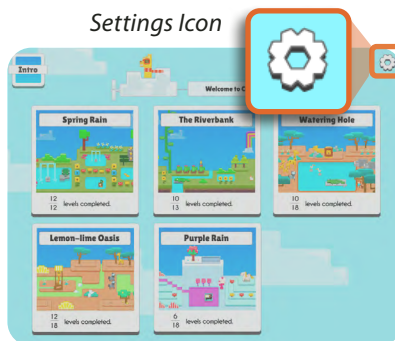 Settings Icon
Intro
Welcome to C
Spring Rain
The Riverbank
Watering Hole
12
12 levels completed.
10
13 levels completed.
10
18 levels completed.
Lemon-lime Oasis
Purple Rain
12
18 levels completed.
6
18 levels completed.